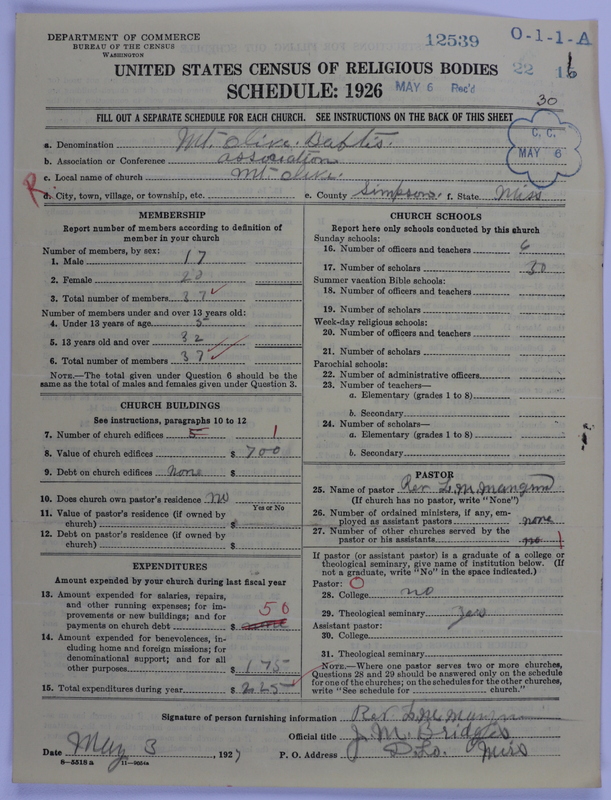 DEPARTMENT OF COMMERCE
BUREAU OF THE CENSUS
WASHINGTON
12539
O-1-1-A
UNITED STATES CENSUS OF RELIGIOUS BODIES
22
SCHEDULE: 1926
MAY 6 Rec'd
30
FILL OUT A SEPARATE SCHEDULE FOR EACH CHURCH. SEE INSTRUCTIONS ON THE BACK OF THIS SHEET
C. C.
MAY 6
a. Denomination Mt. Olive. Baptis.
b. Association or Conference association
c. Local name of church Mt. Olive.
R
d. City, town, village, or township, etc. e. County Simpson. f. State Miss
MEMBERSHIP
Report number of members according to definition of
member in your church
Number of members, by sex:
1. Male 17
2. Female
3. Total number of members 37
Number of members under and over 13 years old:
4. Under 13 years of age 5
5. 13 years old and over 32
6. Total number of members 37
NOTE.—The total given under Question 6 should be the
same as the total of males and females given under Question 3.
CHURCH BUILDINGS
See instructions, paragraphs 10 to 12
7. Number of church edifices 5 1
8. Value of church edifices $ 700
9. Debt on church edifices None $
10. Does church own pastor's residence no
Yes or No
11. Value of pastor's residence (if owned by
church) $
12. Debt on pastor's residence (if owned by
church) $
EXPENDITURES
Amount expended by your church during last fiscal year
13. Amount expended for salaries, repairs,
and other running expenses; for im-
provements or new buildings; and for
payments on church debt $ 50
14. Amount expended for benevolences, in-
cluding home and foreign missions; for
denominational support; and for all
other purposes $ 175
15. Total expenditures during year $
CHURCH SCHOOLS
Report here only schools conducted by this church
Sunday schools:
16. Number of officers and teachers 6
17. Number of scholars 30
Summer vacation Bible schools:
18. Number of officers and teachers
19. Number of scholars
Week-day religious schools:
20. Number of officers and teachers
21. Number of scholars
Parochial schools:
22. Number of administrative officers
23. Number of teachers—
a. Elementary (grades 1 to 8)
b. Secondary
24. Number of scholars—
a. Elementary (grades 1 to 8)
b. Secondary
PASTOR
25. Name of pastor Rev. L. M. Mangum
(If church has no pastor, write "None")
26. Number of ordained ministers, if any, em-
ployed as assistant pastors none
27. Number of other churches served by the
pastor or his assistants no 1
If pastor (or assistant pastor) is a graduate of a college or
theological seminary, give name of institution below. (If
not a graduate, write "No" in the space indicated.)
Pastor: O
28. College no
29. Theological seminary yes
Assistant pastor:
30. College
31. Theological seminary
NOTE.—Where one pastor serves two or more churches,
Questions 28 and 29 should be answered only on the schedule
for one of the churches; on the schedules for the other churches,
write "See schedule for church."
Signature of person furnishing information Rev L. M. Mangum
Official title J. M. Bridges
Date May 3, 1927 P. O. Address D.Lo. Miss
8-5518 a